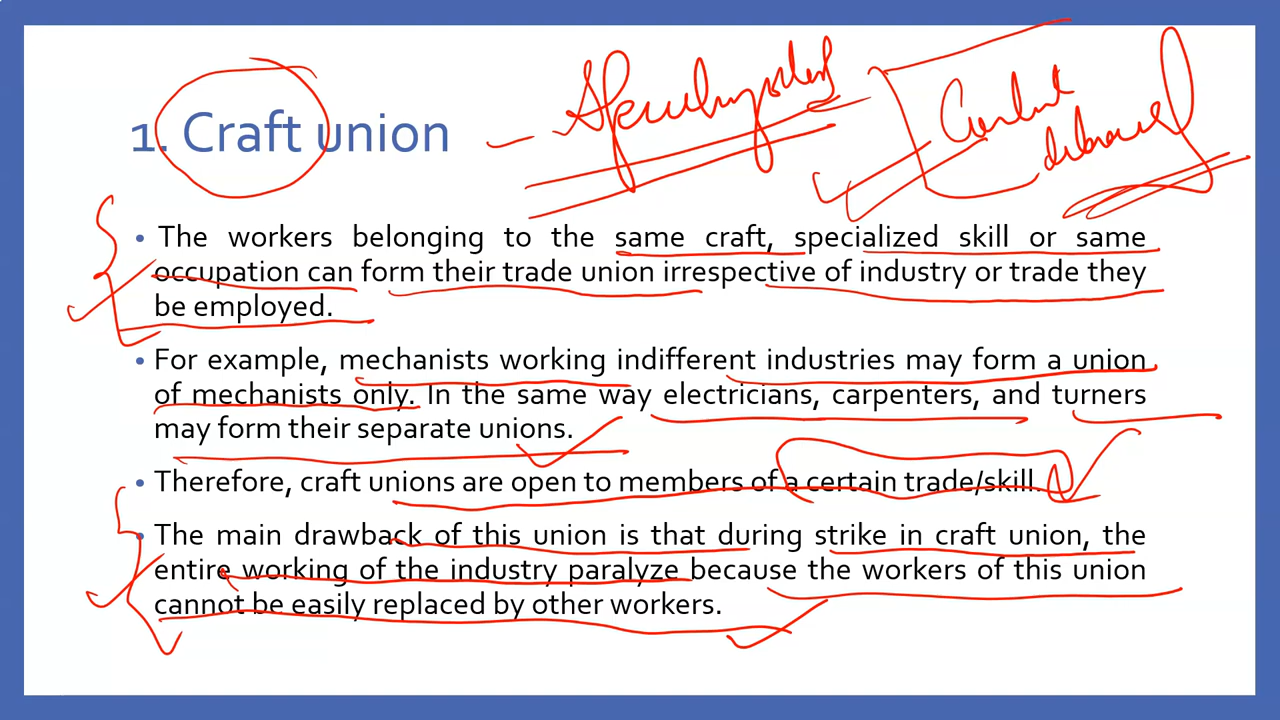 1. Craft union
• The workers belonging to the same craft, specialized skill or same
occupation can form their trade union irrespective of industry or trade they
be employed.
• For example, mechanists working indifferent industries may form a union
of mechanists only. In the same way electricians, carpenters, and turners
may form their separate unions.
• Therefore, craft unions are open to members of a certain trade/skill.
• The main drawback of this union is that during strike in craft union, the
entire working of the industry paralyze because the workers of this union
cannot be easily replaced by other workers.